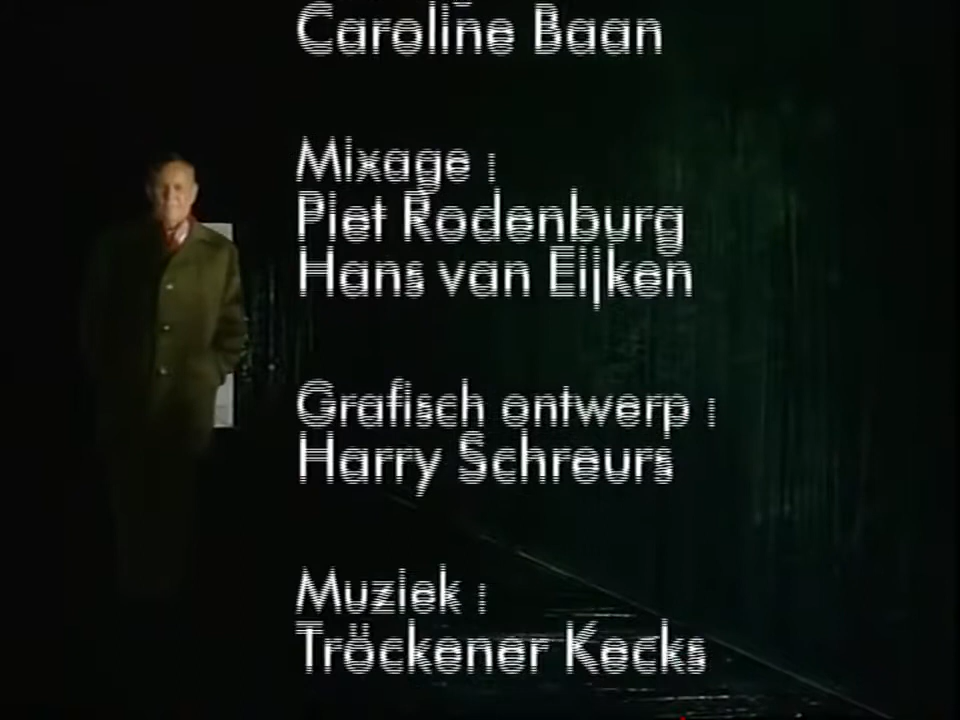 Caroline Baan
Mixage :
Piet Rodenburg
Hans van Eijken
Grafisch ontwerp :
Harry Schreurs
Muziek :
Tröckener Kecks